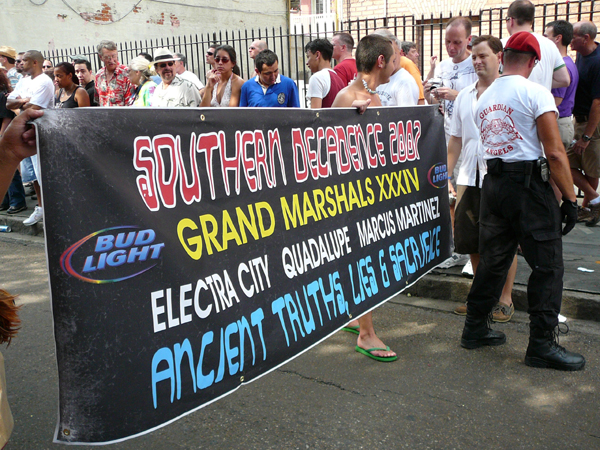 SOUTHERN DECADENCE 2007
GRAND MARSHALS XXXIV
ELECTRA CITY QUADALUPE MARCUS MARTINEZ
ANCIENT TRUTHS, LIES & SACRIFICE
BUD
LIGHT
BUD
LIGHT
GUARDIAN
ANGELS